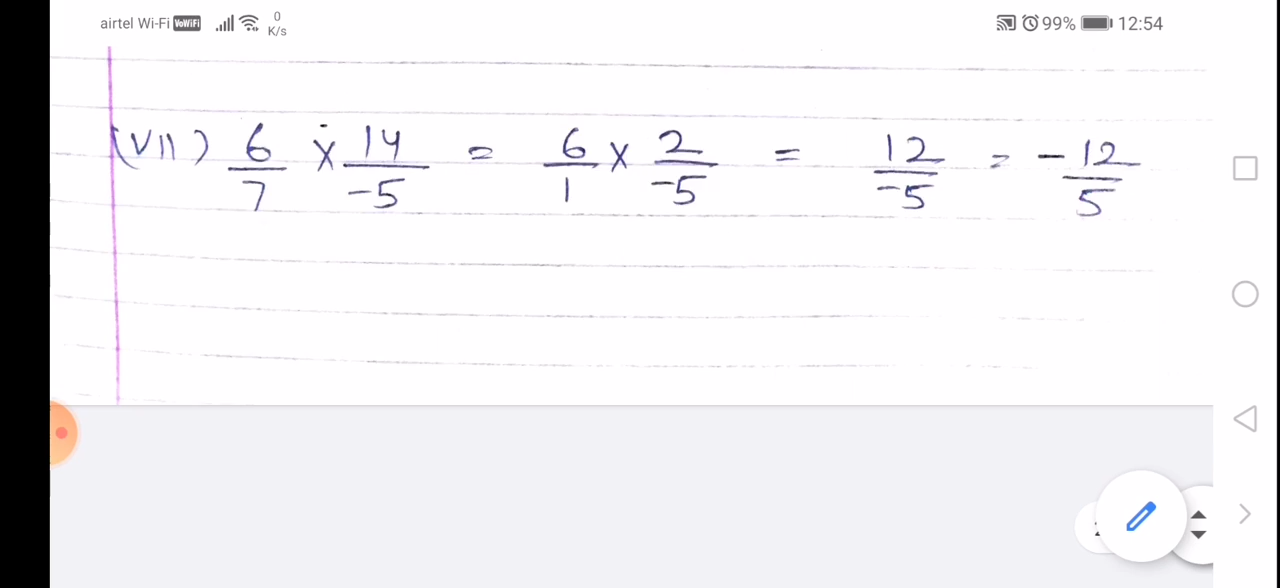 airtel Wi-Fi VoWiFi 0 K/s 99% 12:54
(VII) 6/7 × 14/-5 = 6/1 × 2/-5 = 12/-5 = -12/5